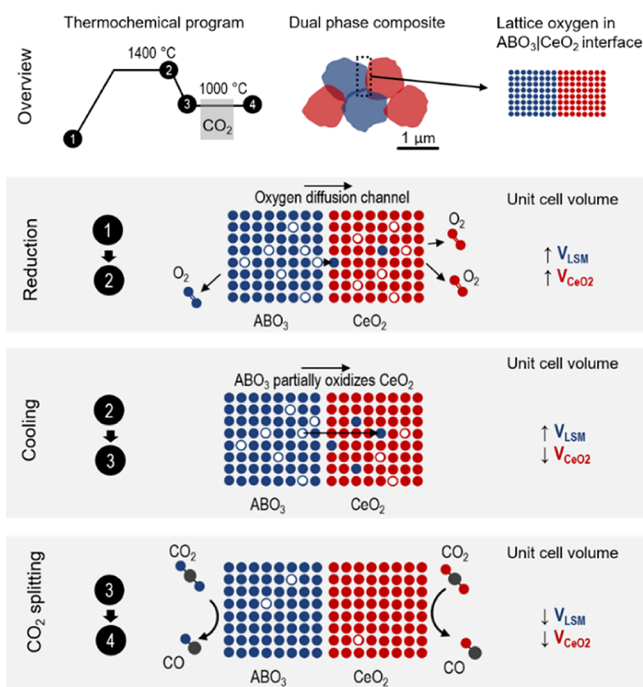 Thermochemical program
Dual phase composite
Lattice oxygen in
ABO3|CeO2 interface
Overview
1400 °C
2
1000 °C
3
4
CO2
1
1 μm
Reduction
1
2
Oxygen diffusion channel
O2
O2
O2
ABO3
CeO2
Unit cell volume
↑ VLSM
↑ VCeO2
Cooling
2
3
ABO3 partially oxidizes CeO2
ABO3
CeO2
Unit cell volume
↑ VLSM
↓ VCeO2
CO2 splitting
3
4
CO2
CO
CO2
CO
ABO3
CeO2
Unit cell volume
↓ VLSM
↓ VCeO2